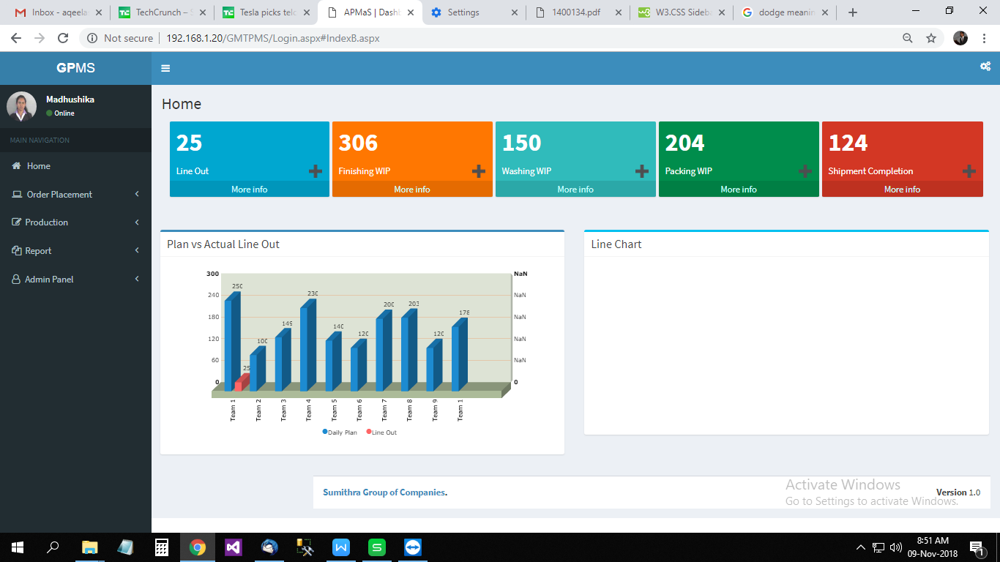 Inbox - aqeela
TechCrunch – S
Tesla picks telc
APMaS | Dashb
Settings
1400134.pdf
W3.CSS Sideba
dodge meanin
Not secure
192.168.1.20/GMTPMS/Login.aspx#IndexB.aspx
GPMS
Madhushika
Online
MAIN NAVIGATION
Home
Order Placement
Production
Report
Admin Panel
Home
25
Line Out
More info
306
Finishing WIP
More info
150
Washing WIP
More info
204
Packing WIP
More info
124
Shipment Completion
More info
Plan vs Actual Line Out
300
240
180
120
60
0
250
25
100
149
230
140
120
200
203
120
178
NaN
NaN
NaN
NaN
NaN
0
Team 1
Team 2
Team 3
Team 4
Team 5
Team 6
Team 7
Team 8
Team 9
Team 1
Daily Plan
Line Out
Line Chart
Sumithra Group of Companies.
Version 1.0
Activate Windows
Go to Settings to activate Windows.
8:51 AM
09-Nov-2018
1